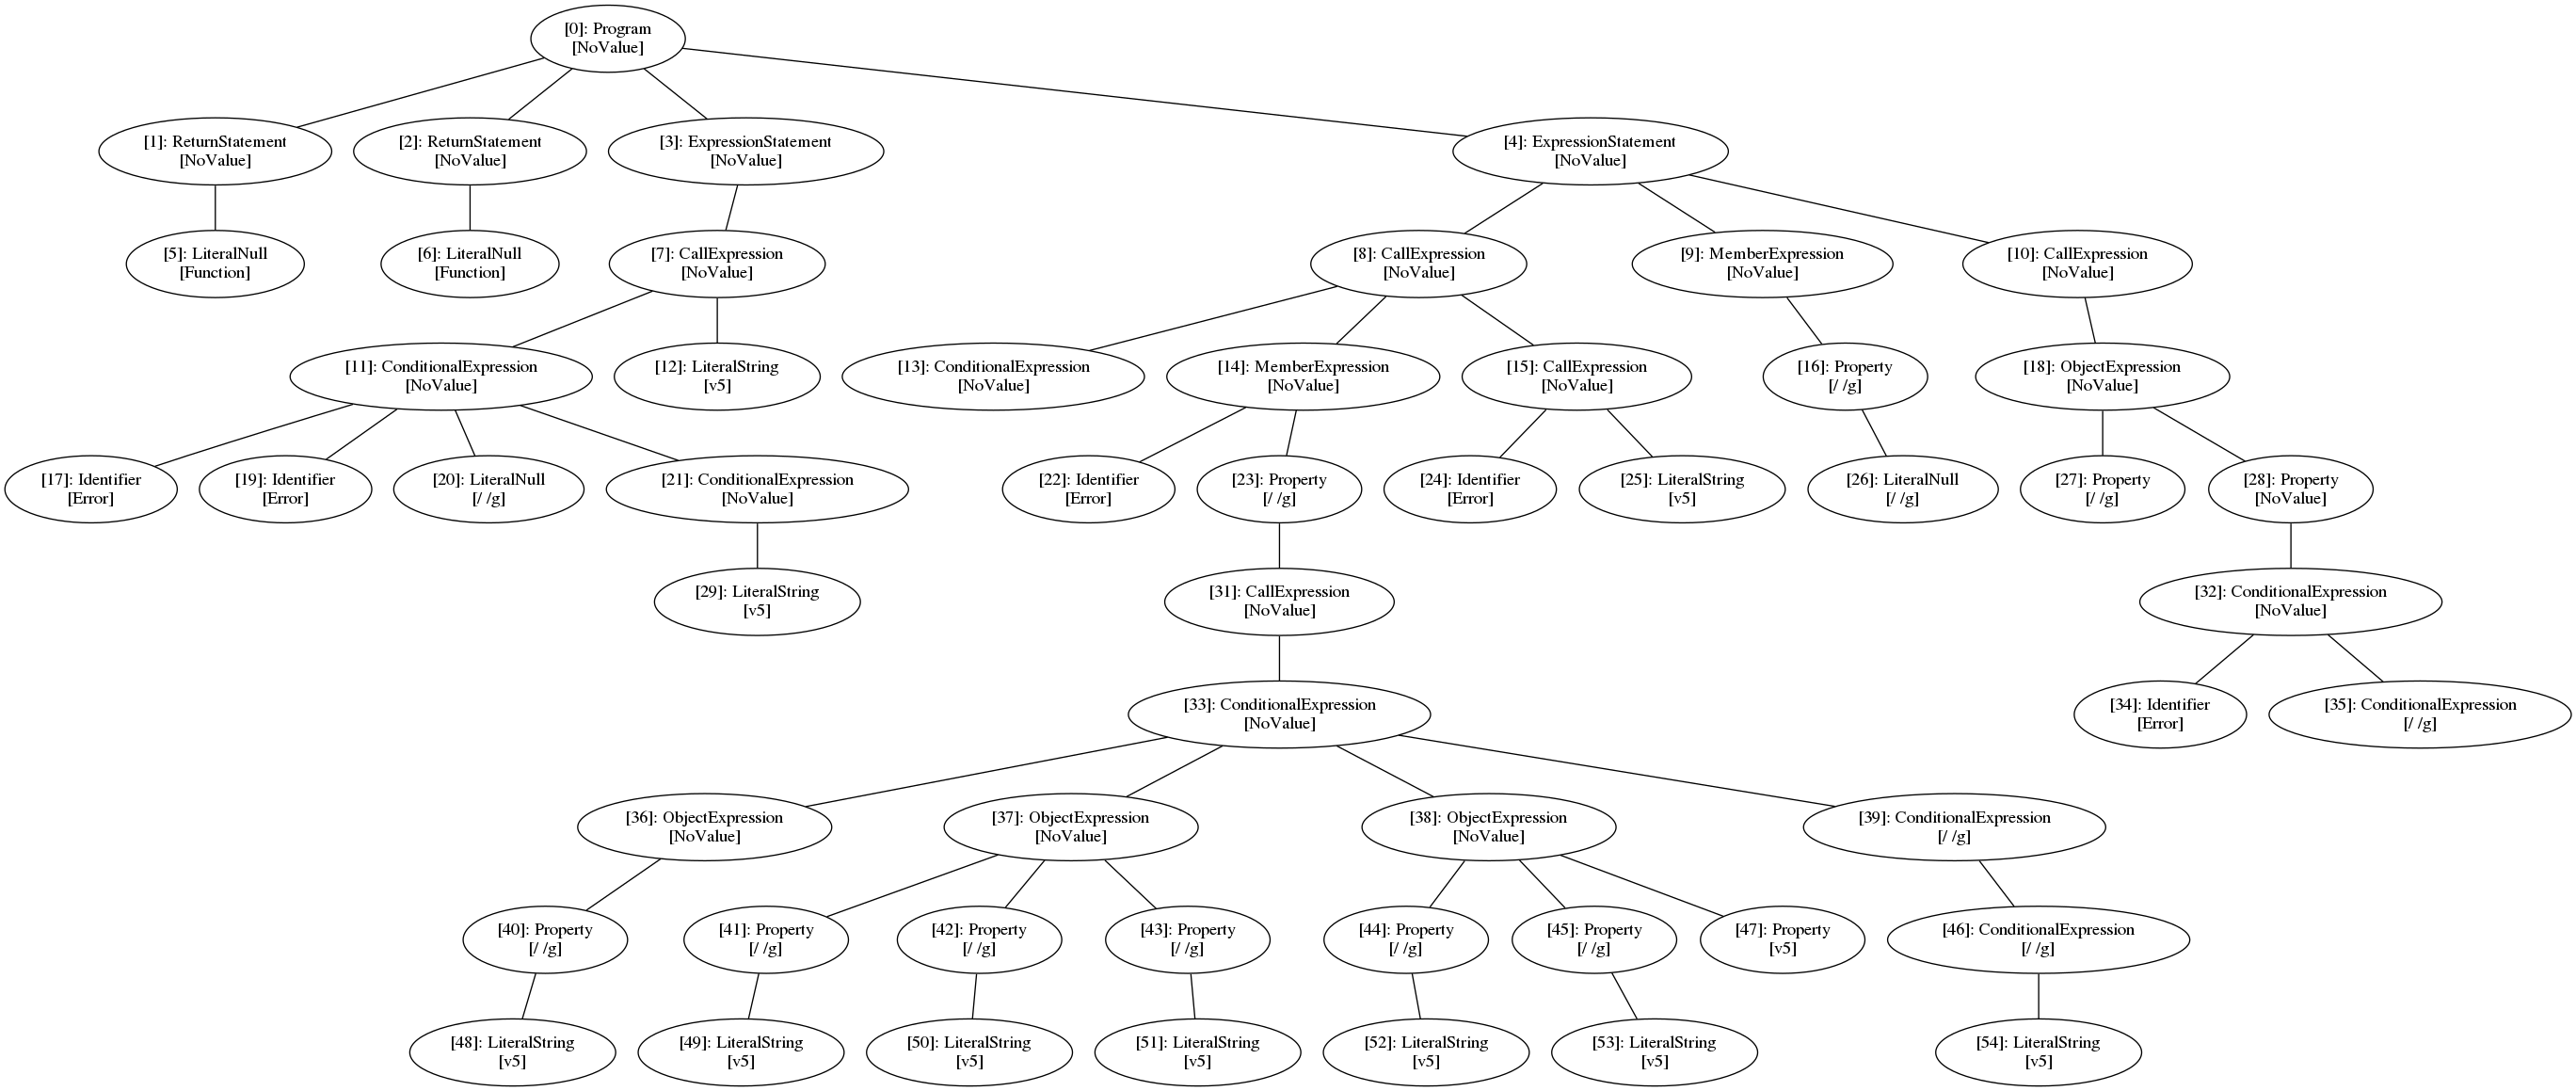 [0]: Program
[NoValue]
[1]: ReturnStatement
[NoValue]
[2]: ReturnStatement
[NoValue]
[3]: ExpressionStatement
[NoValue]
[4]: ExpressionStatement
[NoValue]
[5]: LiteralNull
[Function]
[6]: LiteralNull
[Function]
[7]: CallExpression
[NoValue]
[8]: CallExpression
[NoValue]
[9]: MemberExpression
[NoValue]
[10]: CallExpression
[NoValue]
[11]: ConditionalExpression
[NoValue]
[12]: LiteralString
[v5]
[13]: ConditionalExpression
[NoValue]
[14]: MemberExpression
[NoValue]
[15]: CallExpression
[NoValue]
[16]: Property
[/ /g]
[18]: ObjectExpression
[NoValue]
[17]: Identifier
[Error]
[19]: Identifier
[Error]
[20]: LiteralNull
[/ /g]
[21]: ConditionalExpression
[NoValue]
[22]: Identifier
[Error]
[23]: Property
[/ /g]
[24]: Identifier
[Error]
[25]: LiteralString
[v5]
[26]: LiteralNull
[/ /g]
[27]: Property
[/ /g]
[28]: Property
[NoValue]
[29]: LiteralString
[v5]
[31]: CallExpression
[NoValue]
[32]: ConditionalExpression
[NoValue]
[33]: ConditionalExpression
[NoValue]
[34]: Identifier
[Error]
[35]: ConditionalExpression
[/ /g]
[36]: ObjectExpression
[NoValue]
[37]: ObjectExpression
[NoValue]
[38]: ObjectExpression
[NoValue]
[39]: ConditionalExpression
[/ /g]
[40]: Property
[/ /g]
[41]: Property
[/ /g]
[42]: Property
[/ /g]
[43]: Property
[/ /g]
[44]: Property
[/ /g]
[45]: Property
[/ /g]
[47]: Property
[v5]
[46]: ConditionalExpression
[/ /g]
[48]: LiteralString
[v5]
[49]: LiteralString
[v5]
[50]: LiteralString
[v5]
[51]: LiteralString
[v5]
[52]: LiteralString
[v5]
[53]: LiteralString
[v5]
[54]: LiteralString
[v5]